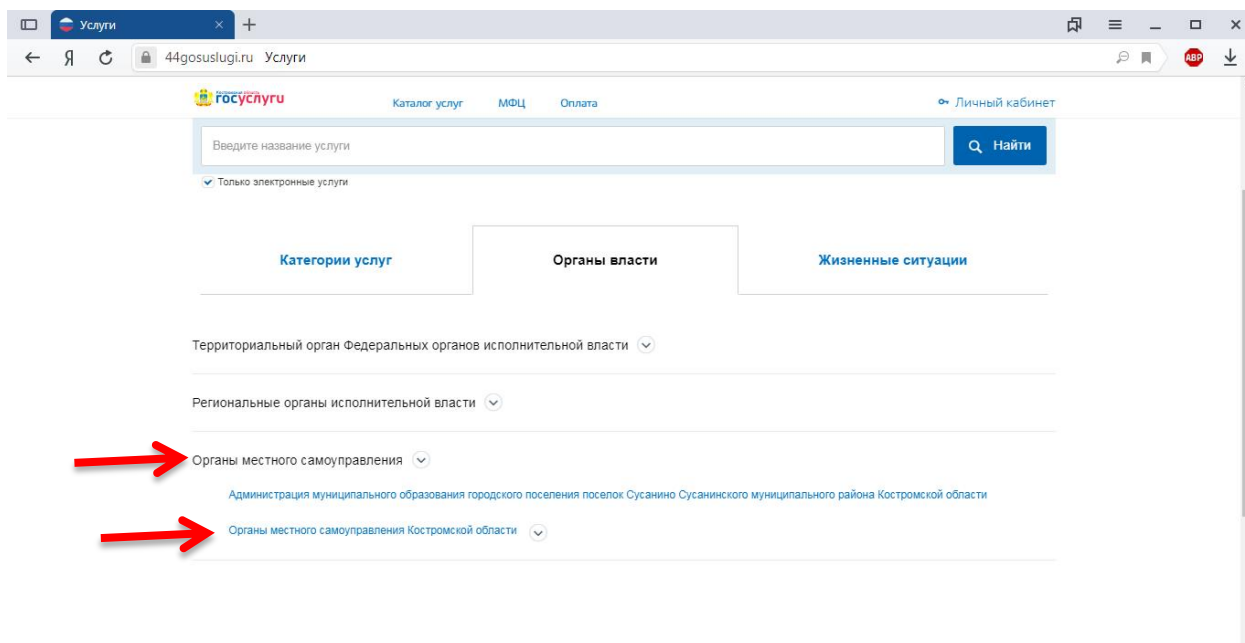 Услуги
Я 44gosuslugi.ru Услуги ABP
Костромская область
госуслуги
Каталог услуг МФЦ Оплата Личный кабинет
Введите название услуги Найти
Только электронные услуги
Категории услуг Органы власти Жизненные ситуации
Территориальный орган Федеральных органов исполнительной власти
Региональные органы исполнительной власти
Органы местного самоуправления
Администрация муниципального образования городского поселения поселок Сусанино Сусанинского муниципального района Костромской области
Органы местного самоуправления Костромской области